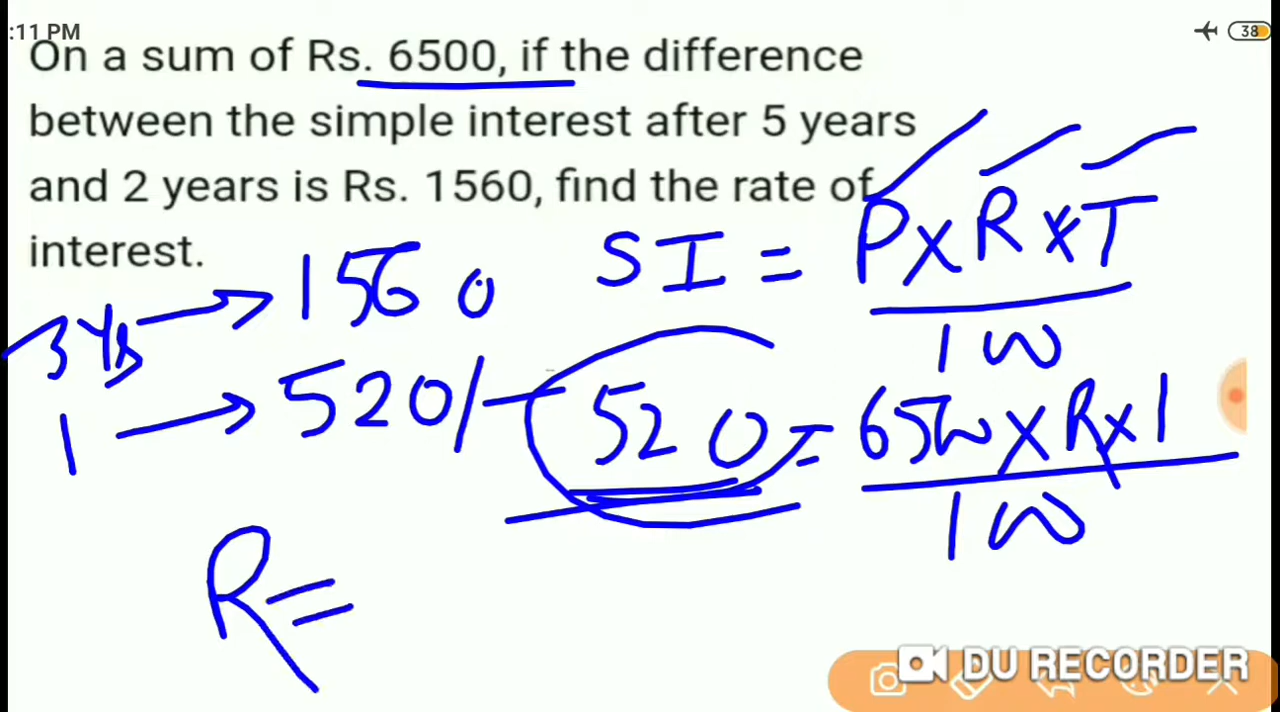 :11 PM
38
On a sum of Rs. 6500, if the difference
between the simple interest after 5 years
and 2 years is Rs. 1560, find the rate of
interest.
SI = P×R×T
100
3 Yrs → 1560
1 → 520/-
520 = 6500×R×1
100
R=
DU RECORDER